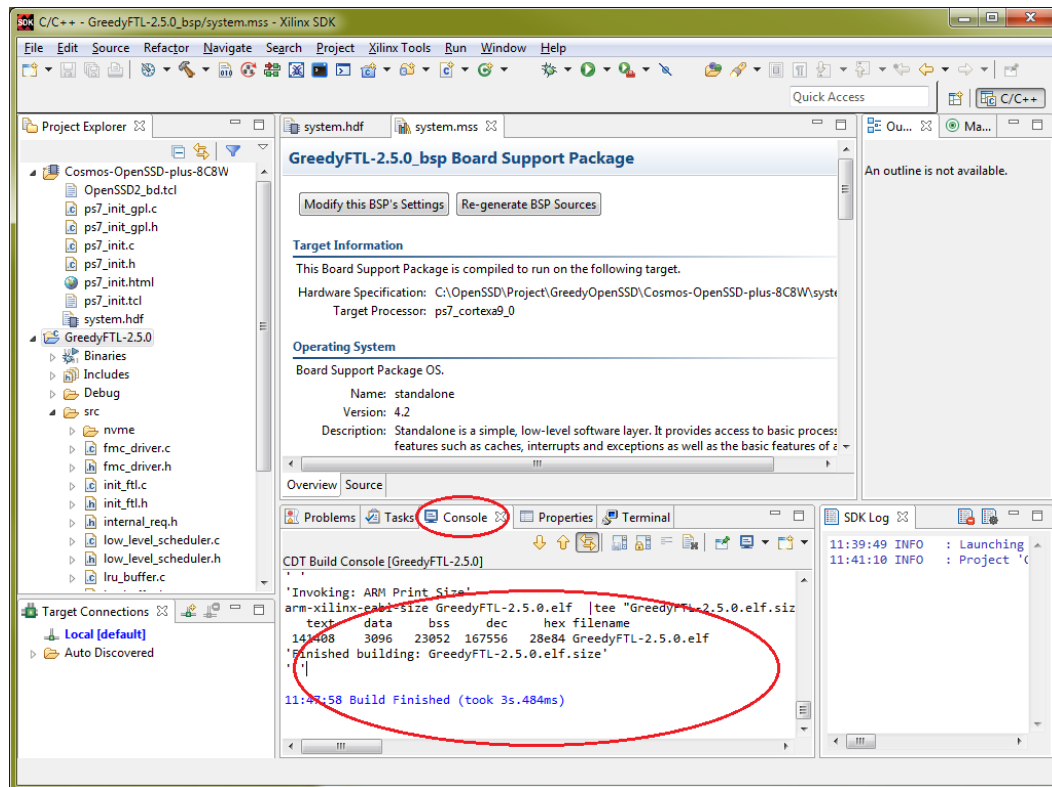 SDK C/C++ - GreedyFTL-2.5.0_bsp/system.mss - Xilinx SDK
File Edit Source Refactor Navigate Search Project Xilinx Tools Run Window Help
Quick Access
C/C++
Project Explorer
Cosmos-OpenSSD-plus-8C8W
OpenSSD2_bd.tcl
ps7_init_gpl.c
ps7_init_gpl.h
ps7_init.c
ps7_init.h
ps7_init.html
ps7_init.tcl
system.hdf
GreedyFTL-2.5.0
Binaries
Includes
Debug
src
nvme
fmc_driver.c
fmc_driver.h
init_ftl.c
init_ftl.h
internal_req.h
low_level_scheduler.c
low_level_scheduler.h
lru_buffer.c
Target Connections
Local [default]
Auto Discovered
system.hdf system.mss
GreedyFTL-2.5.0_bsp Board Support Package
Modify this BSP's Settings Re-generate BSP Sources
Target Information
This Board Support Package is compiled to run on the following target.
Hardware Specification: C:\OpenSSD\Project\GreedyOpenSSD\Cosmos-OpenSSD-plus-8C8W\syste
Target Processor: ps7_cortexa9_0
Operating System
Board Support Package OS.
Name: standalone
Version: 4.2
Description: Standalone is a simple, low-level software layer. It provides access to basic proces
features such as caches, interrupts and exceptions as well as the basic features of a
Overview Source
Ou... Ma...
An outline is not available.
Problems Tasks Console Properties Terminal
CDT Build Console [GreedyFTL-2.5.0]
' '
'Invoking: ARM Print Size'
arm-xilinx-eabi-size GreedyFTL-2.5.0.elf |tee "GreedyFTL-2.5.0.elf.siz
text data bss dec hex filename
141408 3096 23052 167556 28e84 GreedyFTL-2.5.0.elf
'Finished building: GreedyFTL-2.5.0.elf.size'
' '
11:47:58 Build Finished (took 3s.484ms)
SDK Log
11:39:49 INFO : Launching
11:41:10 INFO : Project '